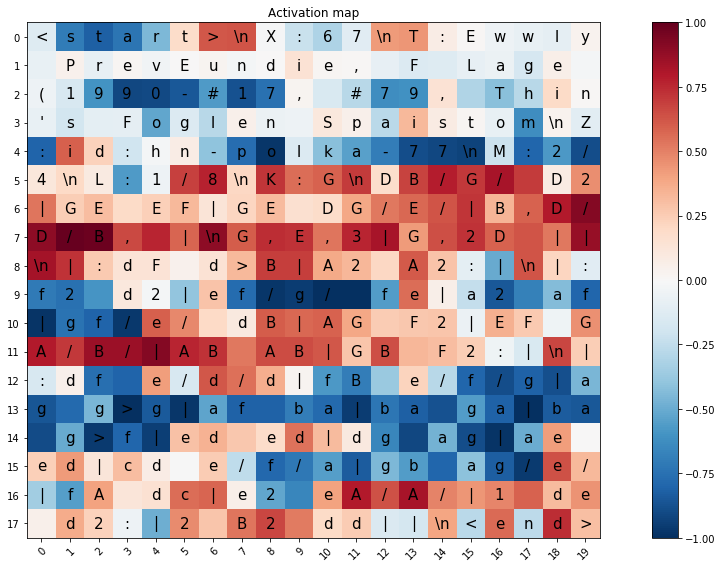 Activation map
0 < s t a r t > \n X : 6 7 \n T : E w w l y
1 P r e v E u n d i e , F L a g e
2 ( 1 9 9 0 - # 1 7 , # 7 9 , T h i n
3 ' s F o g l e n S p a i s t o m \n Z
4 : i d : h n - p o l k a - 7 7 \n M : 2 /
5 4 \n L : 1 / 8 \n K : G \n D B / G / D 2
6 | G E E F | G E D G / E / | B , D /
7 D / B , | \n G , E , 3 | G , 2 D | |
8 \n | : d F d > B | A 2 A 2 : | \n | :
9 f 2 d 2 | e f / g / f e | a 2 a f
10 | g f / e / d B | A G F 2 | E F G
11 A / B / | A B A B | G B F 2 : | \n |
12 : d f e / d / d | f B e / f / g | a
13 g g > g | a f b a | b a g a | b a
14 g > f | e d e d | d g a g | a e
15 e d | c d e / f / a | g b a g / e /
16 | f A d c | e 2 e A / A / | 1 d e
17 d 2 : | 2 B 2 d d | | \n < e n d >
0 1 2 3 4 5 6 7 8 9 10 11 12 13 14 15 16 17 18 19
1.00
0.75
0.50
0.25
0.00
−0.25
−0.50
−0.75
−1.00